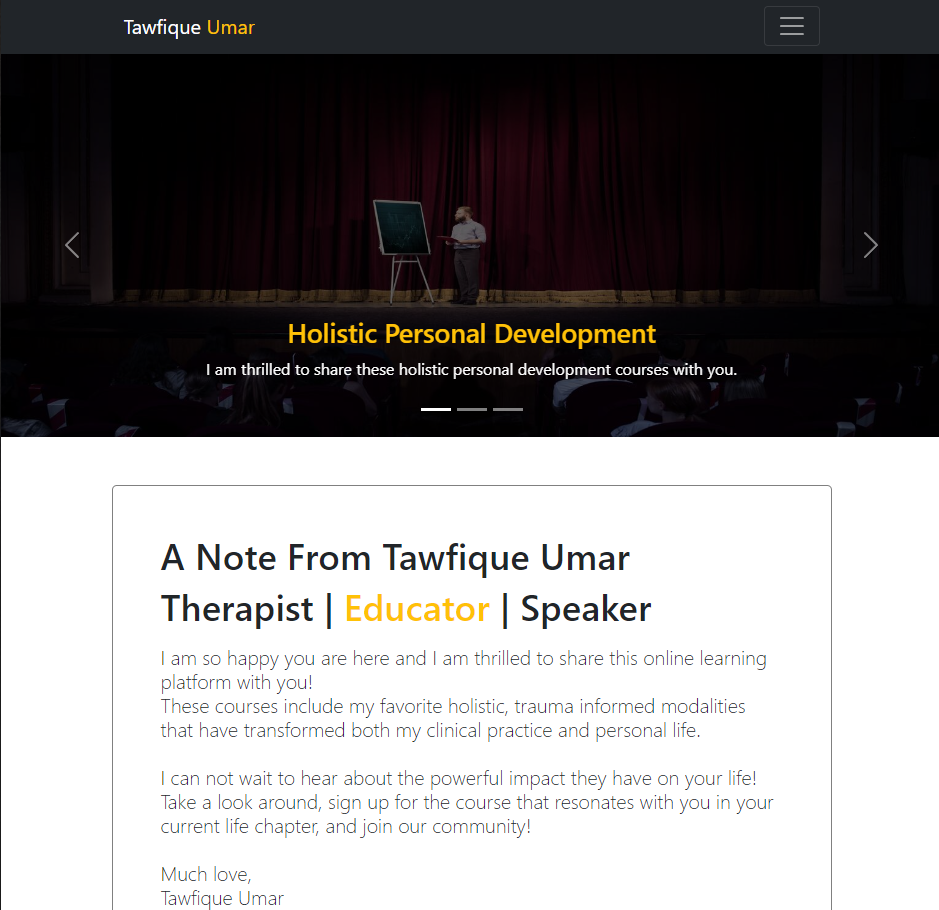 Tawfique Umar
Holistic Personal Development
I am thrilled to share these holistic personal development courses with you.
A Note From Tawfique Umar
Therapist | Educator | Speaker
I am so happy you are here and I am thrilled to share this online learning
platform with you!
These courses include my favorite holistic, trauma informed modalities
that have transformed both my clinical practice and personal life.
I can not wait to hear about the powerful impact they have on your life!
Take a look around, sign up for the course that resonates with you in your
current life chapter, and join our community!
Much love,
Tawfique Umar